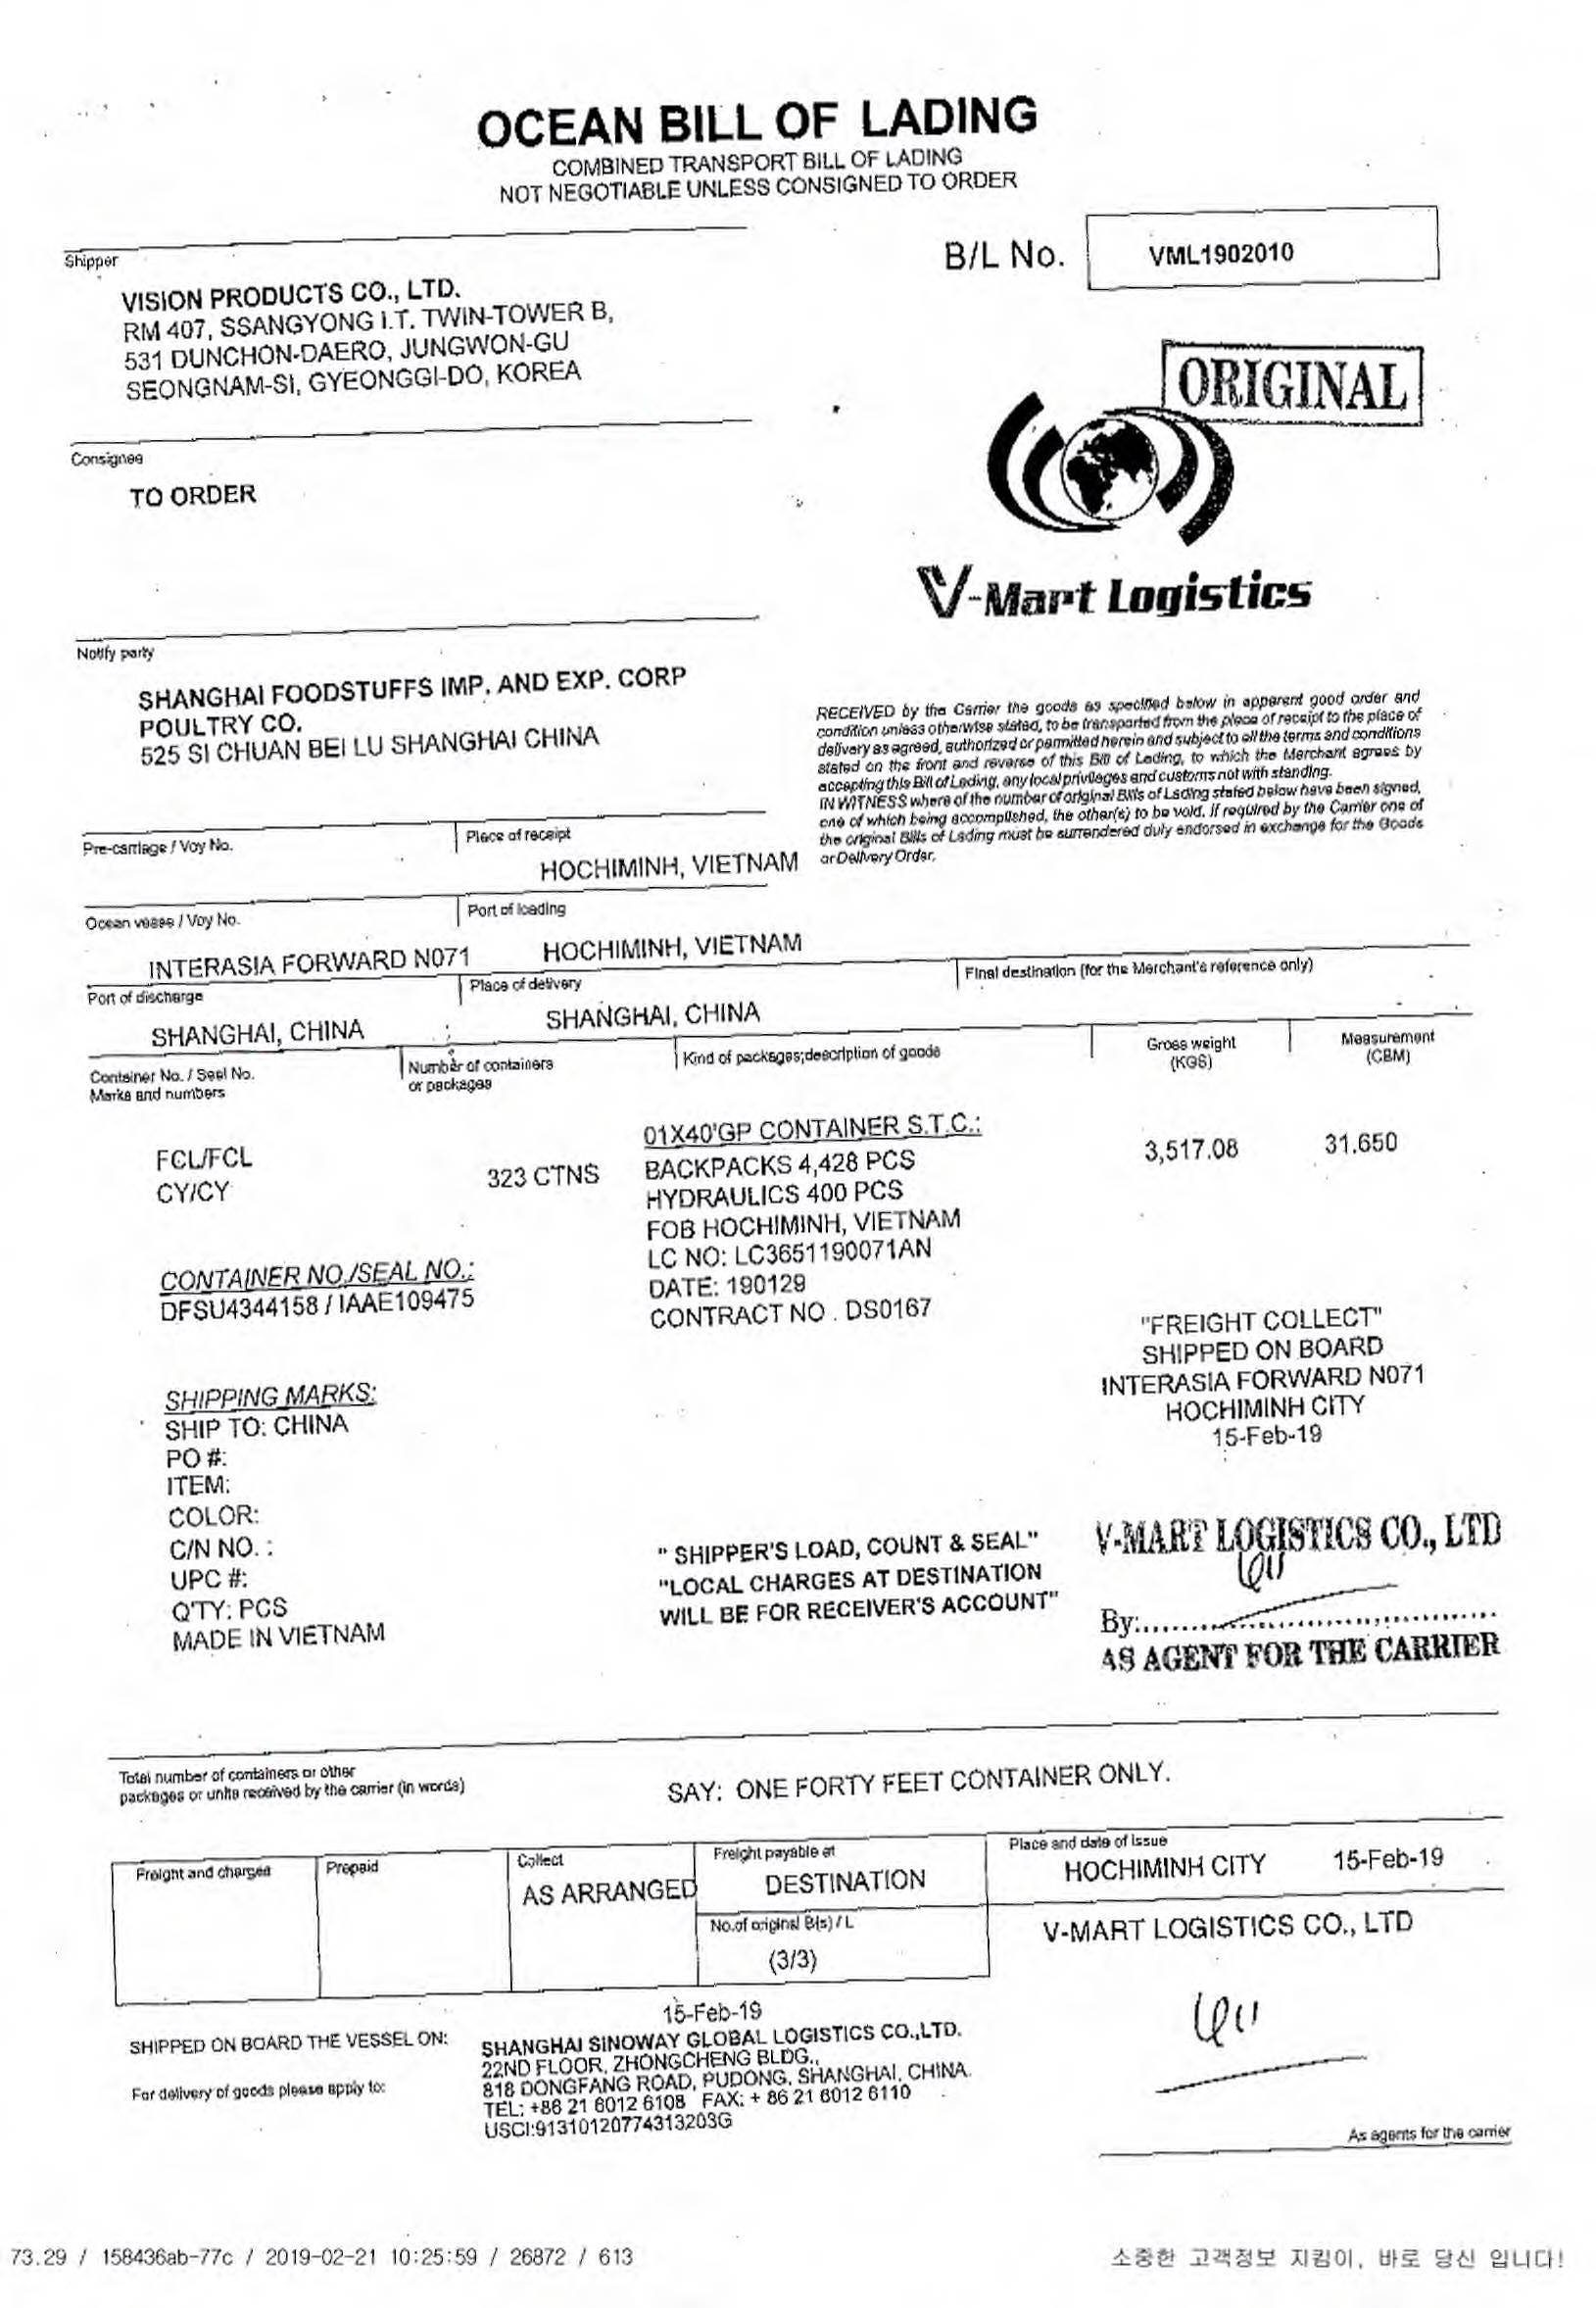 OCEAN BILL OF LADING
COMBINED TRANSPORT BILL OF LADING
NOT NEGOTIABLE UNLESS CONSIGNED TO ORDER
Shipper
VISION PRODUCTS CO., LTD.
RM 407, SSANGYONG I.T. TWIN-TOWER B,
531 DUNCHON-DAERO, JUNGWON-GU
SEONGNAM-SI, GYEONGGI-DO, KOREA
B/L No.
VML1902010
ORIGINAL
Consignee
TO ORDER
V-Mart Logistics
Notify party
SHANGHAI FOODSTUFFS IMP. AND EXP. CORP
POULTRY CO.
525 SI CHUAN BEI LU SHANGHAI CHINA
RECEIVED by the Carrier the goods as specified below in apparent good order and
condition unless otherwise stated, to be transported from the place of receipt to the place of
delivery as agreed, authorized or permitted herein and subject to all the terms and conditions
stated on the front and reverse of this Bill of Lading, to which the Merchant agrees by
accepting this Bill of Lading, any local privileges and customs not with standing.
IN WITNESS where of the number of original Bills of Lading stated below have been signed,
one of which being accomplished, the other(s) to be void. If required by the Carrier one of
the original Bills of Lading must be surrendered duly endorsed in exchange for the Goods
or Delivery Order.
Pre-carriage / Voy No.
Place of receipt
HOCHIMINH, VIETNAM
Ocean vesse / Voy No.
Port of loading
INTERASIA FORWARD N071
HOCHIMINH, VIETNAM
Port of discharge
Place of delivery
Final destination (for the Merchant's reference only)
SHANGHAI, CHINA
SHANGHAI, CHINA
Container No. / Seal No.
Marks and numbers
Number of containers
or packages
Kind of packages;description of goods
Gross weight
(KGS)
Measurement
(CBM)
FCL/FCL
CY/CY
323 CTNS
01X40'GP CONTAINER S.T.C.:
BACKPACKS 4,428 PCS
HYDRAULICS 400 PCS
FOB HOCHIMINH, VIETNAM
LC NO: LC3651190071AN
DATE: 190129
CONTRACT NO . DS0167
3,517.08
31.650
CONTAINER NO./SEAL NO.:
DFSU4344158 / IAAE109475
"FREIGHT COLLECT"
SHIPPED ON BOARD
INTERASIA FORWARD N071
HOCHIMINH CITY
15-Feb-19
SHIPPING MARKS:
SHIP TO: CHINA
PO #:
ITEM:
COLOR:
C/N NO. :
UPC #:
Q'TY: PCS
MADE IN VIETNAM
" SHIPPER'S LOAD, COUNT & SEAL"
"LOCAL CHARGES AT DESTINATION
WILL BE FOR RECEIVER'S ACCOUNT"
V-MART LOGISTICS CO., LTD
By:
AS AGENT FOR THE CARRIER
Total number of containers or other
packages or units received by the carrier (in words)
SAY: ONE FORTY FEET CONTAINER ONLY.
Freight and charged
Prepaid
Collect
AS ARRANGED
Freight payable at
DESTINATION
Place and date of issue
HOCHIMINH CITY 15-Feb-19
No.of original B(s) / L
(3/3)
V-MART LOGISTICS CO., LTD
15-Feb-19
SHIPPED ON BOARD THE VESSEL ON:
For delivery of goods please apply to:
SHANGHAI SINOWAY GLOBAL LOGISTICS CO.,LTD.
22ND FLOOR, ZHONGCHENG BLDG.,
818 DONGFANG ROAD, PUDONG, SHANGHAI, CHINA.
TEL: +86 21 6012 6108 FAX: + 86 21 6012 6110
USCI:91310120774313203G
As agents for the carrier
73.29 / 158436ab-77c / 2019-02-21 10:25:59 / 26872 / 613
소중한 고객정보 지킴이, 바로 당신 입니다!